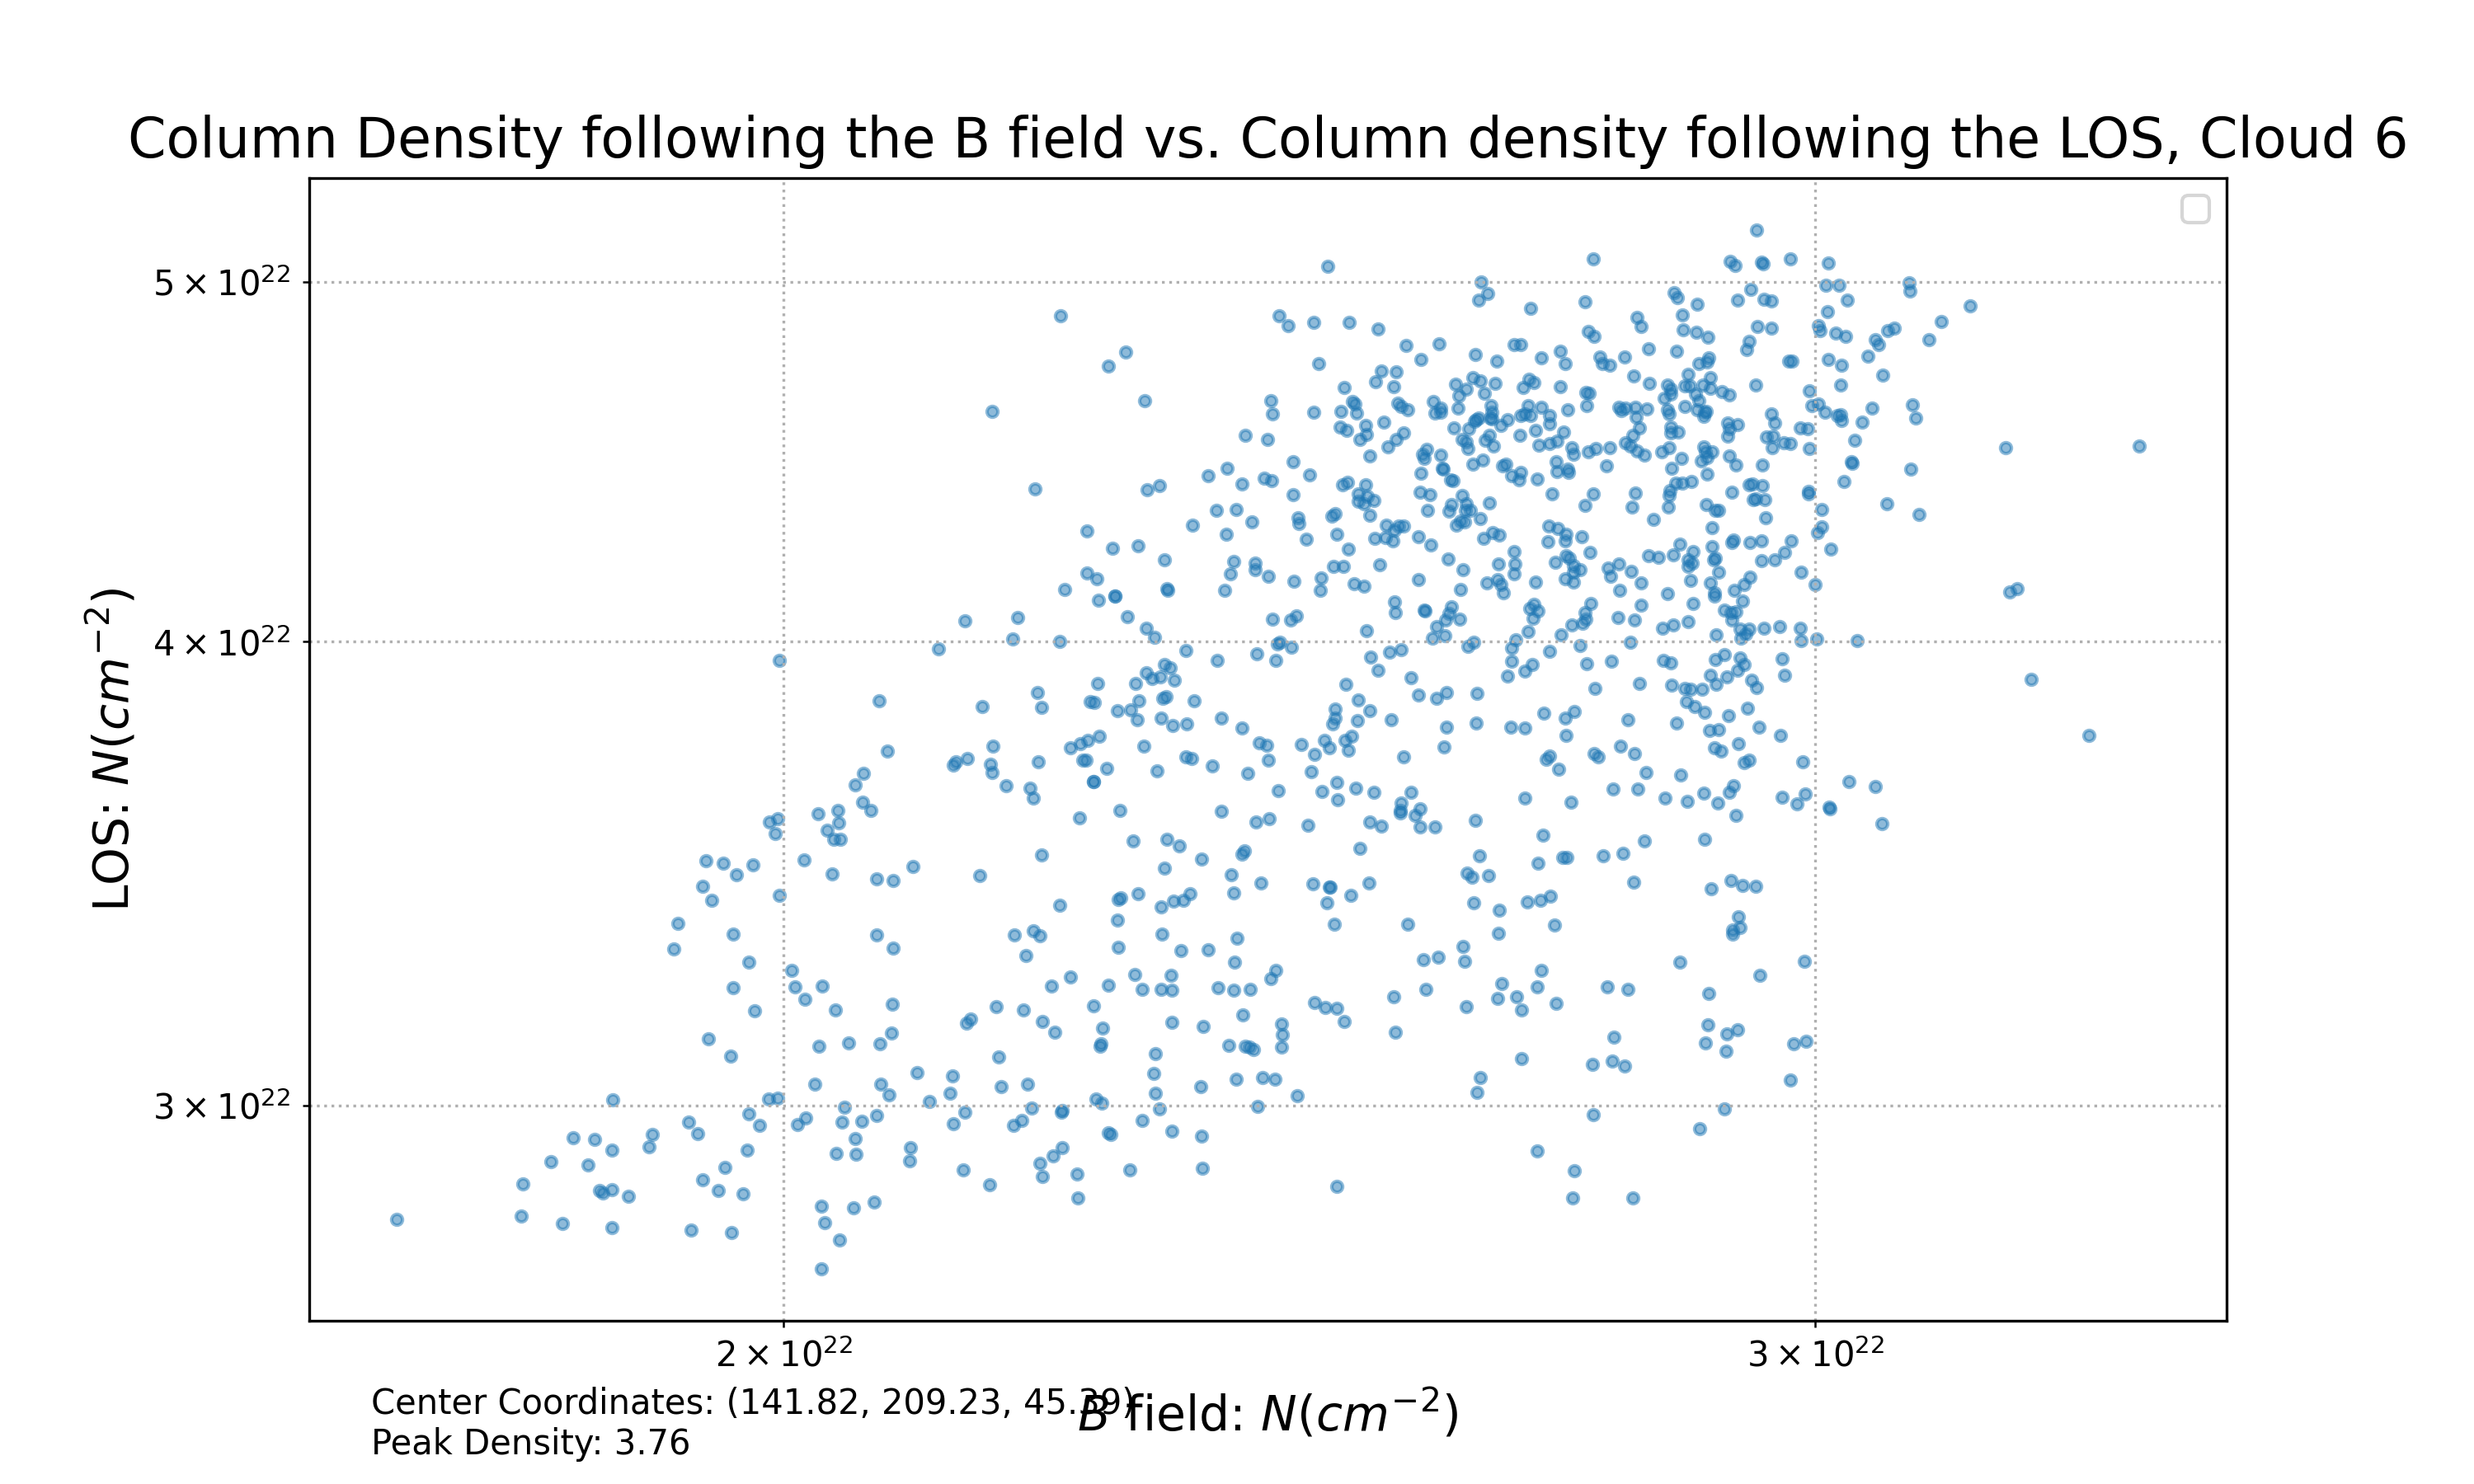 Column Density following the B field vs. Column density following the LOS, Cloud 6
5 × 10²²
4 × 10²²
3 × 10²²
LOS: N(cm⁻²)
2 × 10²² 3 × 10²²
Center Coordinates: (141.82, 209.23, 45.39)
B field: N(cm⁻²)
Peak Density: 3.76